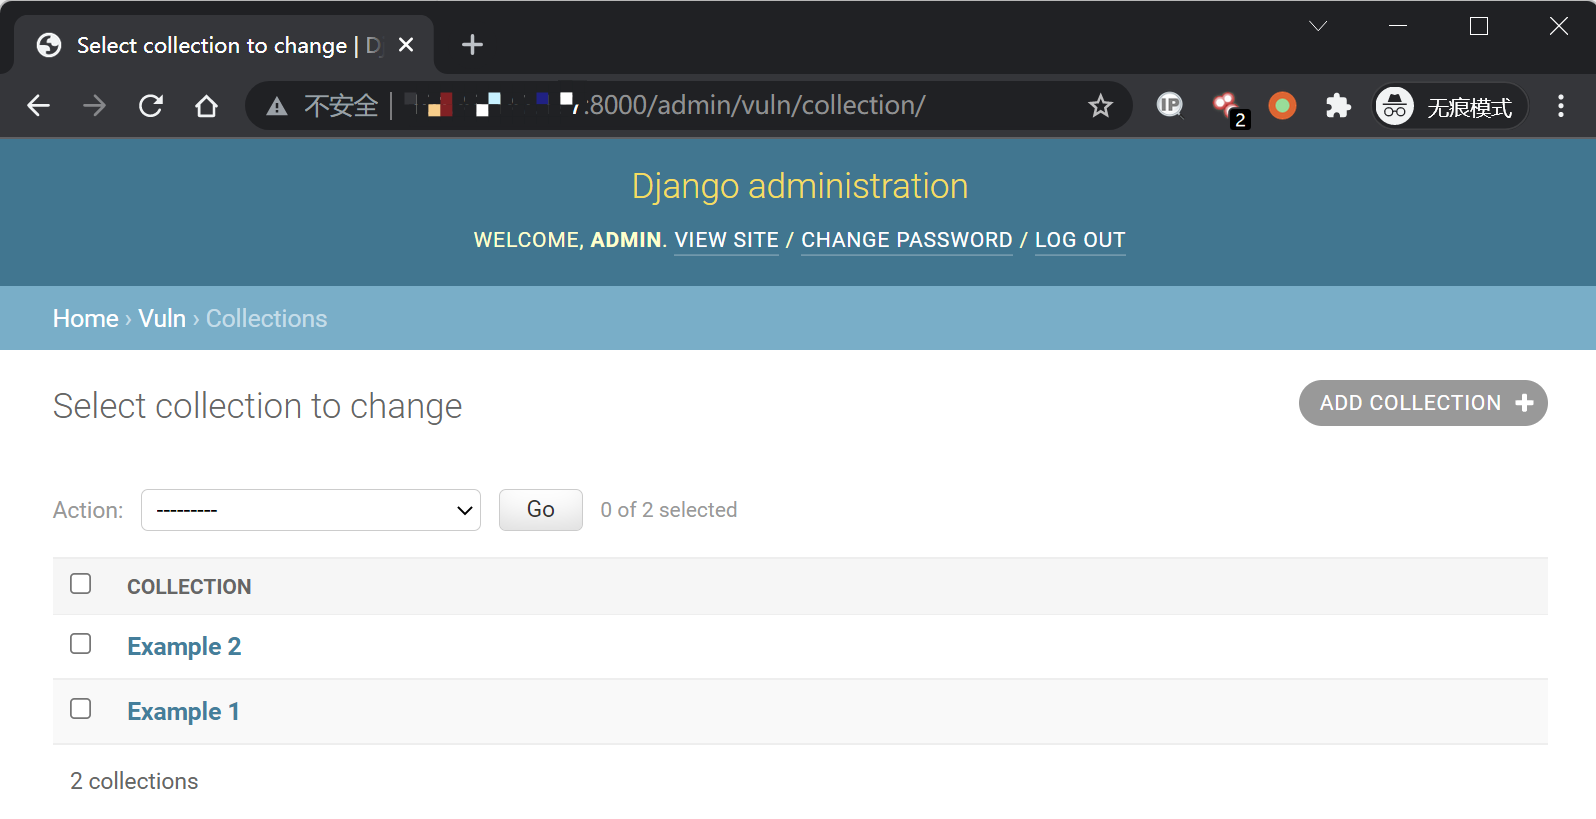 Select collection to change | D
不安全 :8000/admin/vuln/collection/
IP
2
无痕模式
Django administration
WELCOME, ADMIN. VIEW SITE / CHANGE PASSWORD / LOG OUT
Home › Vuln › Collections
Select collection to change
ADD COLLECTION
Action: --------- Go 0 of 2 selected
COLLECTION
Example 2
Example 1
2 collections